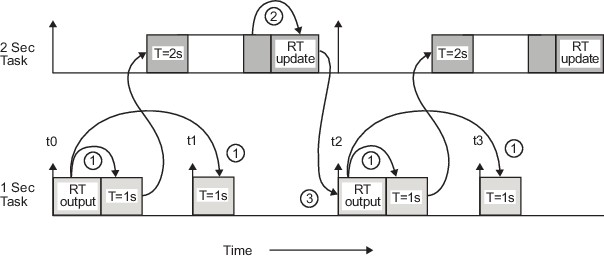 2
2 Sec
Task
T=2s
RT
update
T=2s
RT
update
t0
t1
t2
t3
1
1
1
1
3
1 Sec
Task
RT
output
T=1s
T=1s
RT
output
T=1s
T=1s
Time